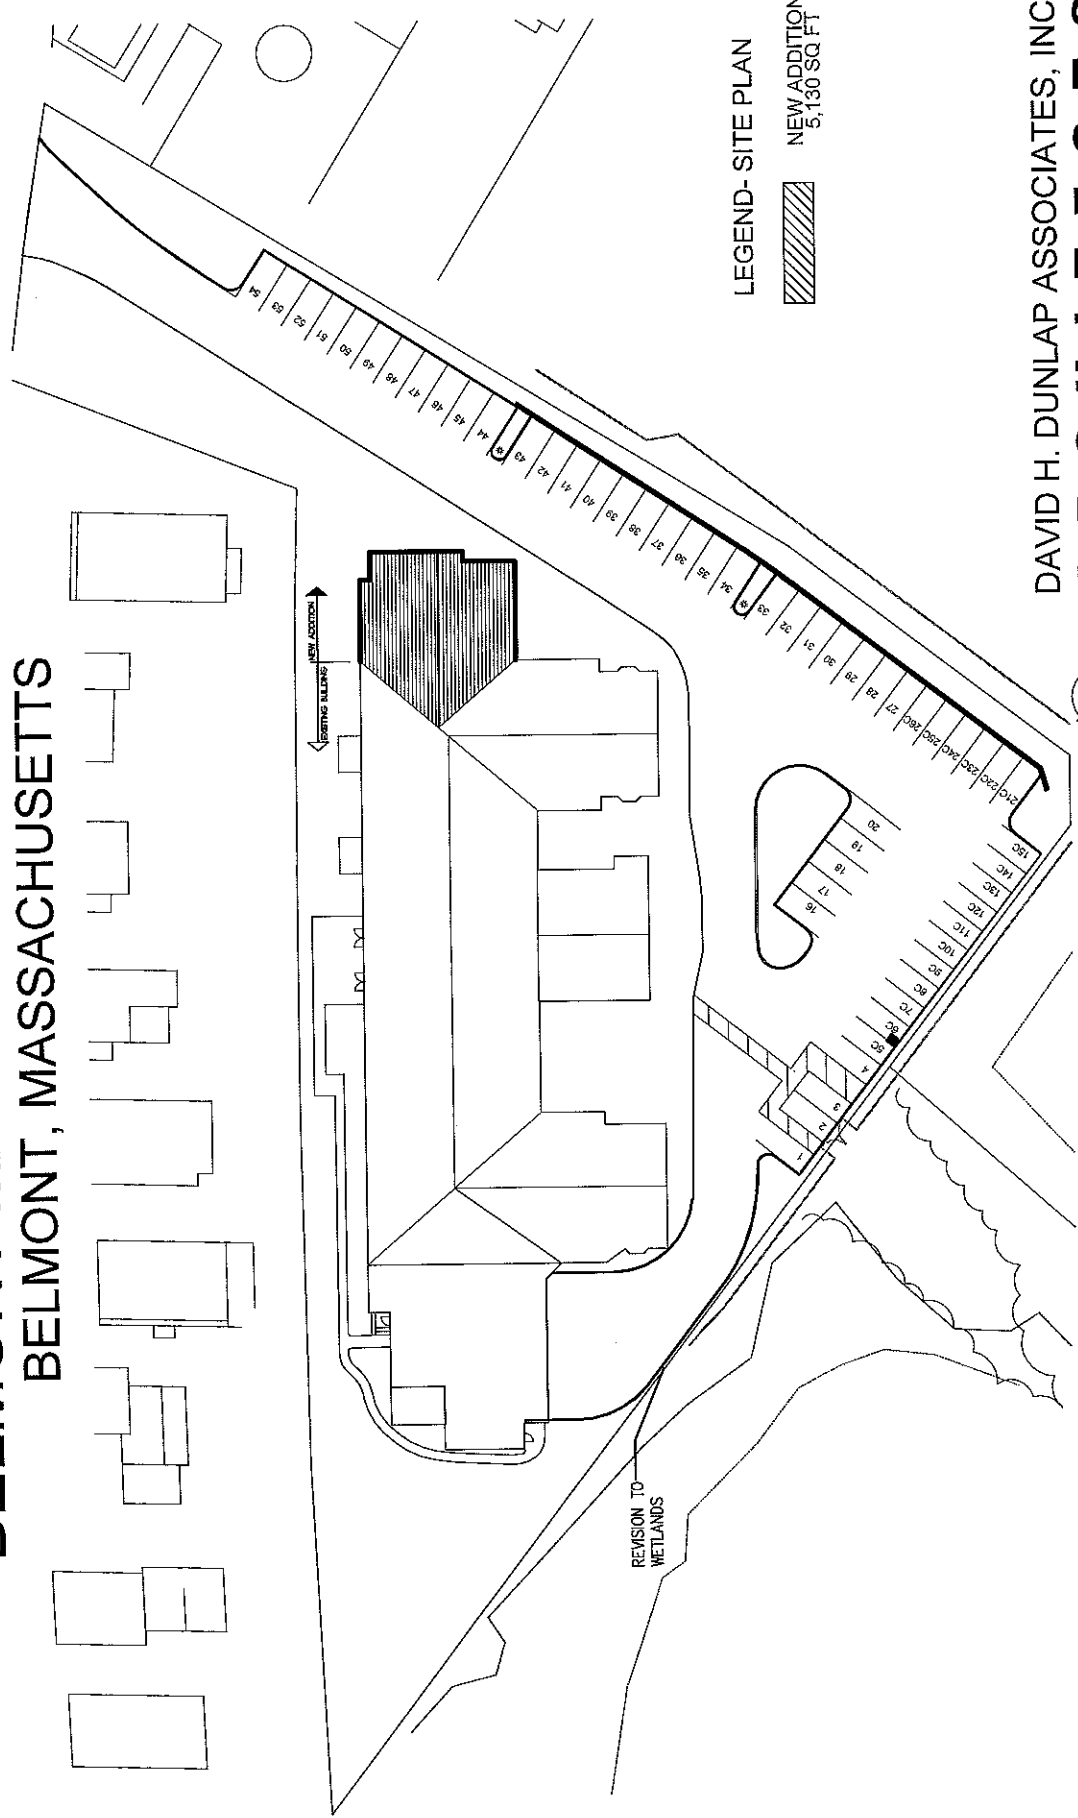 BELMONT, MASSACHUSETTS
NEW ADDITION
EXISTING BUILDING
LEGEND- SITE PLAN
NEW ADDITION
5,130 SQ FT
REVISION TO
WETLANDS
54
53
52
51
50
49
48
47
46
45
44
43
42
41
40
39
38
37
36
35
34
33
32
31
30
29
28
27
26C
25C
24C
23C
22C
21C
20
19
18
17
16
15C
14C
13C
12C
11C
10C
9C
8C
7C
6C
5C
4
3
2
1
DAVID H. DUNLAP ASSOCIATES, INC